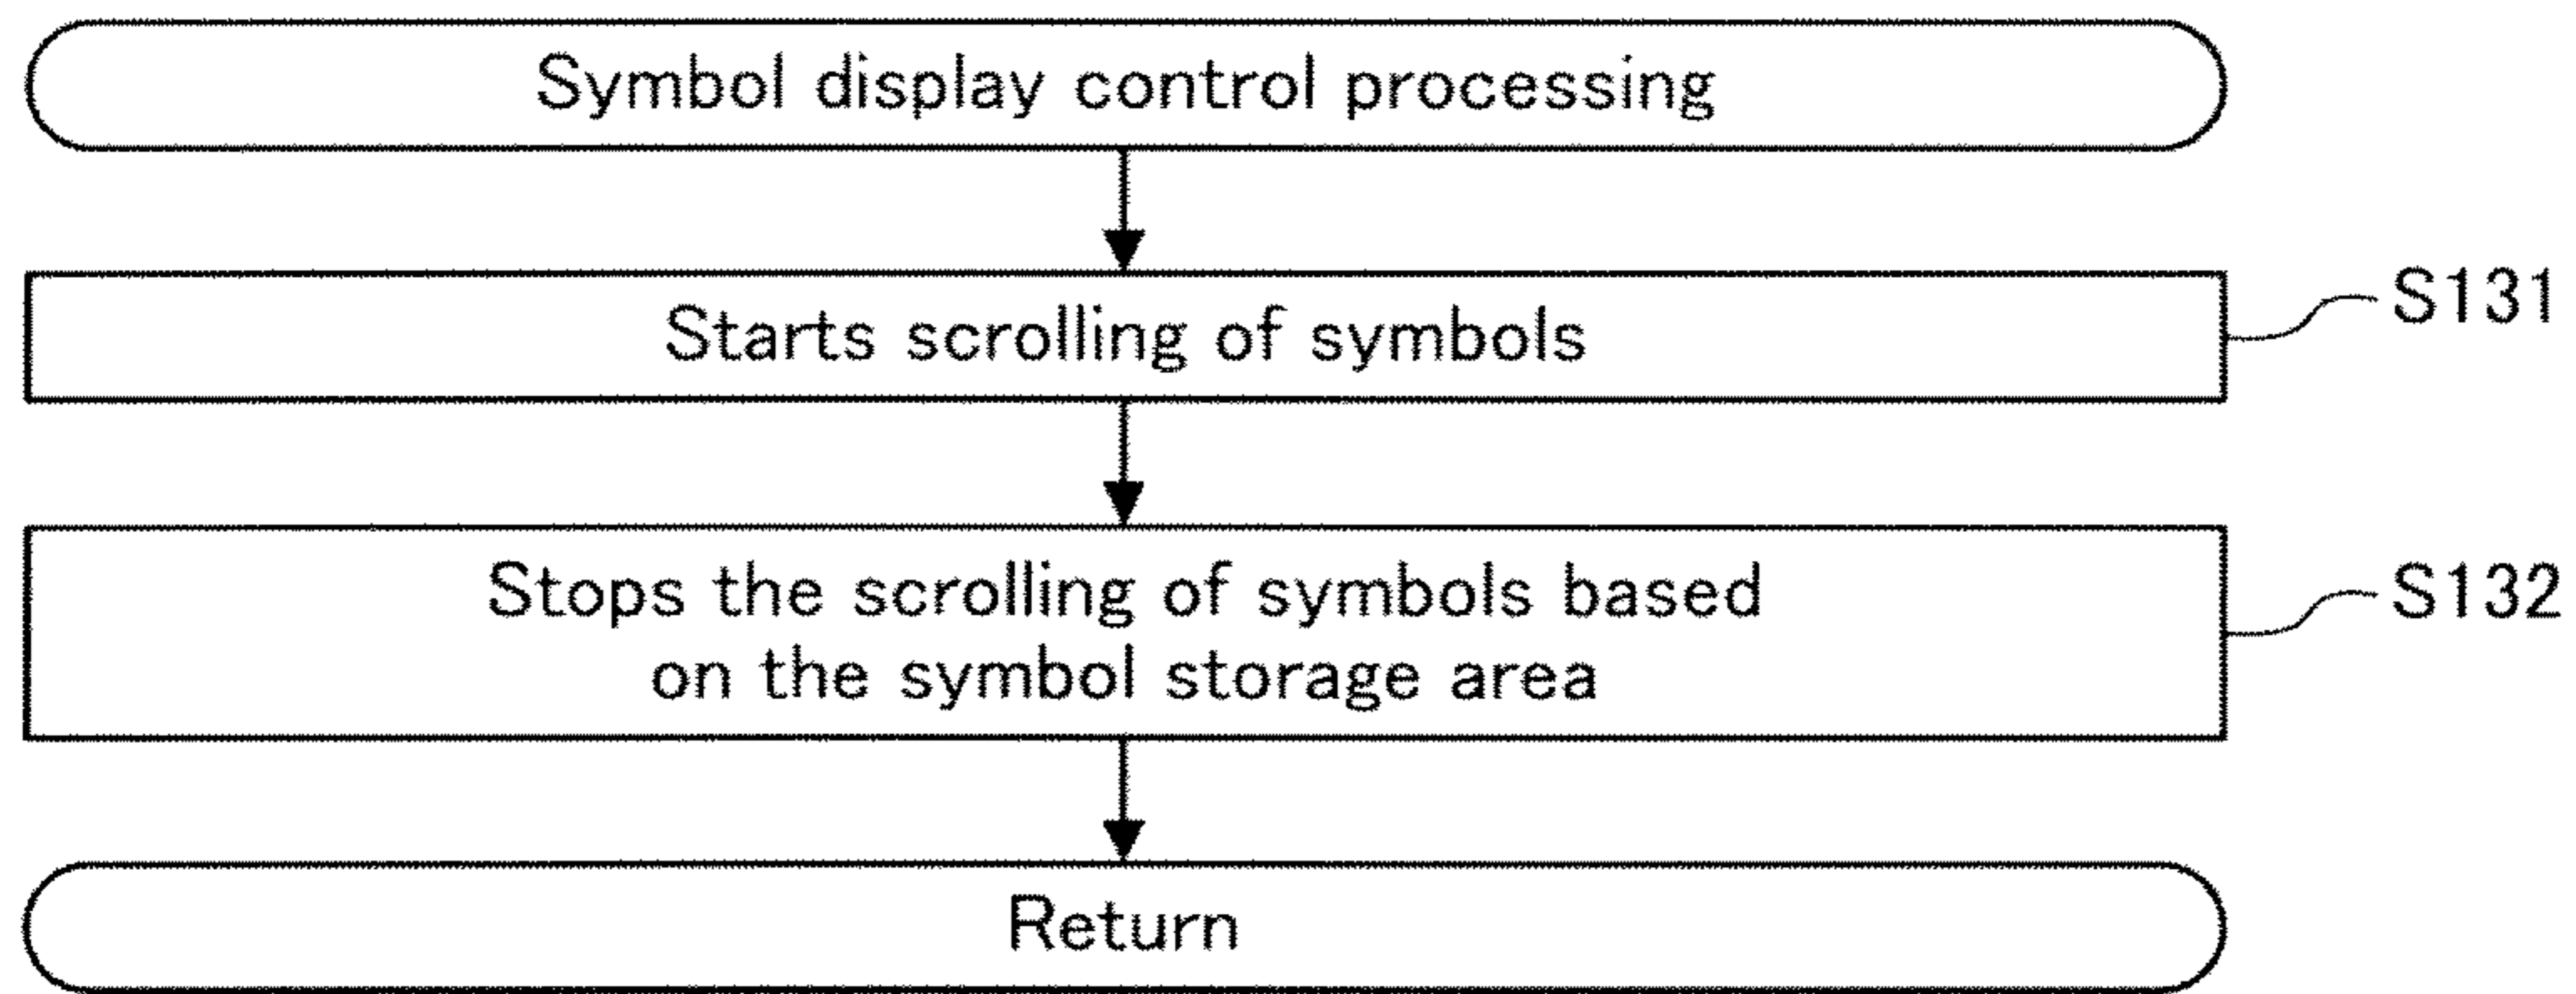 Symbol display control processing
Starts scrolling of symbols
S131
Stops the scrolling of symbols based
on the symbol storage area
S132
Return